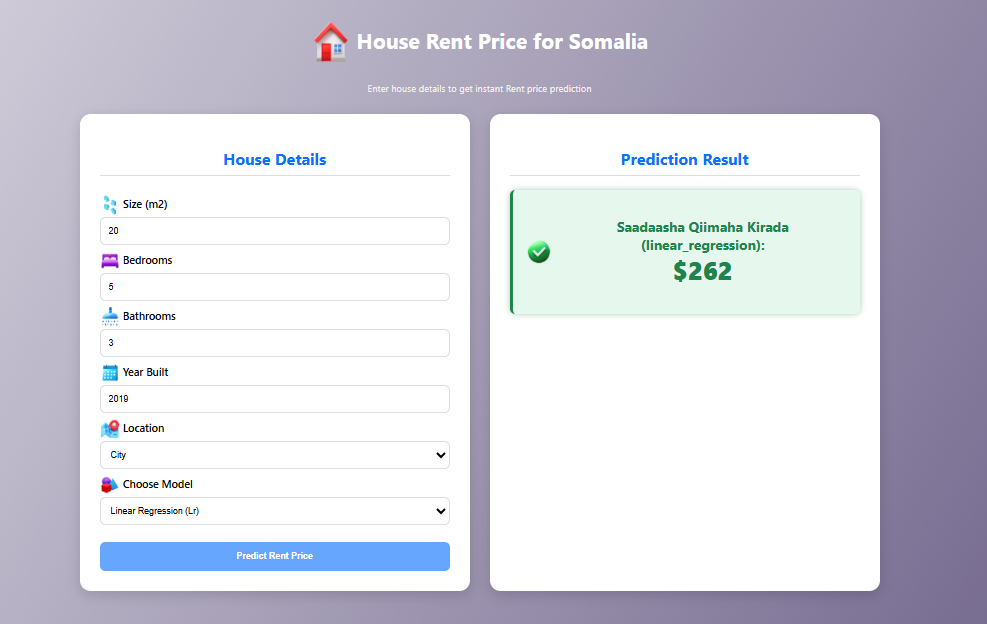 House Rent Price for Somalia
Enter house details to get instant Rent price prediction
House Details
Size (m2)
20
Bedrooms
5
Bathrooms
3
Year Built
2019
Location
City
Choose Model
Linear Regression (Lr)
Predict Rent Price
Prediction Result
Saadaasha Qiimaha Kirada
(linear_regression):
$262